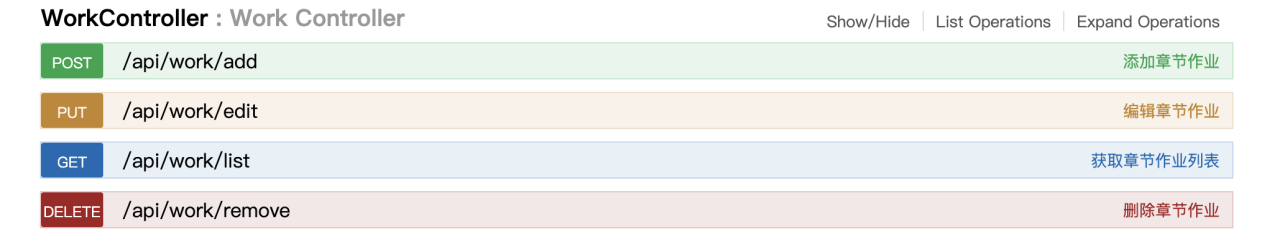 WorkController : Work Controller Show/Hide List Operations Expand Operations
POST /api/work/add 添加章节作业
PUT /api/work/edit 编辑章节作业
GET /api/work/list 获取章节作业列表
DELETE /api/work/remove 删除章节作业